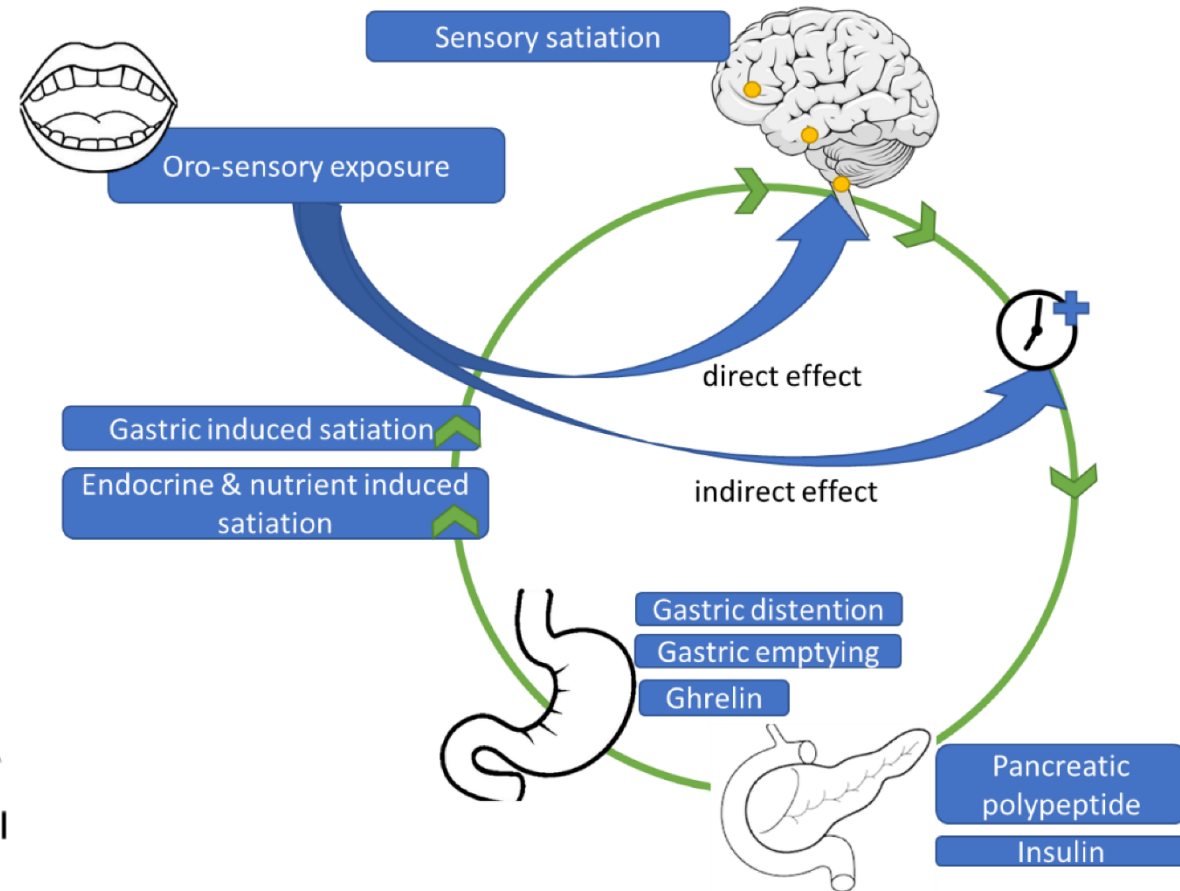 Sensory satiation
Oro-sensory exposure
direct effect
indirect effect
Gastric induced satiation
Endocrine & nutrient induced
satiation
Gastric distention
Gastric emptying
Ghrelin
Pancreatic
polypeptide
Insulin